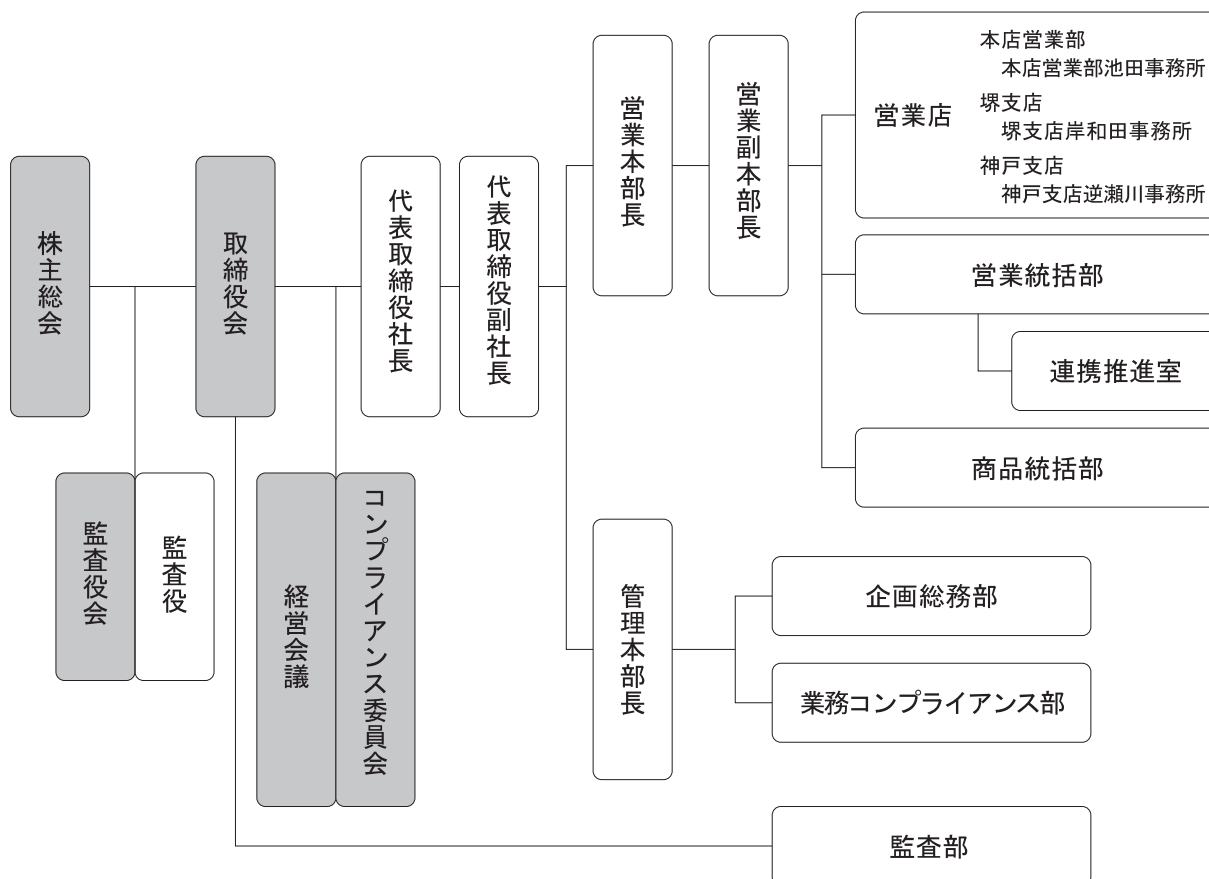 株主総会
監査役会
監査役
取締役会
経営会議
コンプライアンス委員会
代表取締役社長
代表取締役副社長
営業本部長
営業副本部長
営業店
本店営業部
本店営業部池田事務所
堺支店
堺支店岸和田事務所
神戸支店
神戸支店逆瀬川事務所
営業統括部
連携推進室
商品統括部
管理本部長
企画総務部
業務コンプライアンス部
監査部